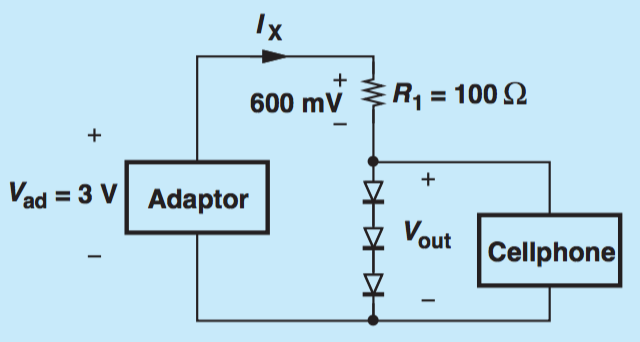 I_X
+
600 mV
−
R_1 = 100 Ω
+
V_ad = 3 V
−
Adaptor
+
V_out
−
Cellphone